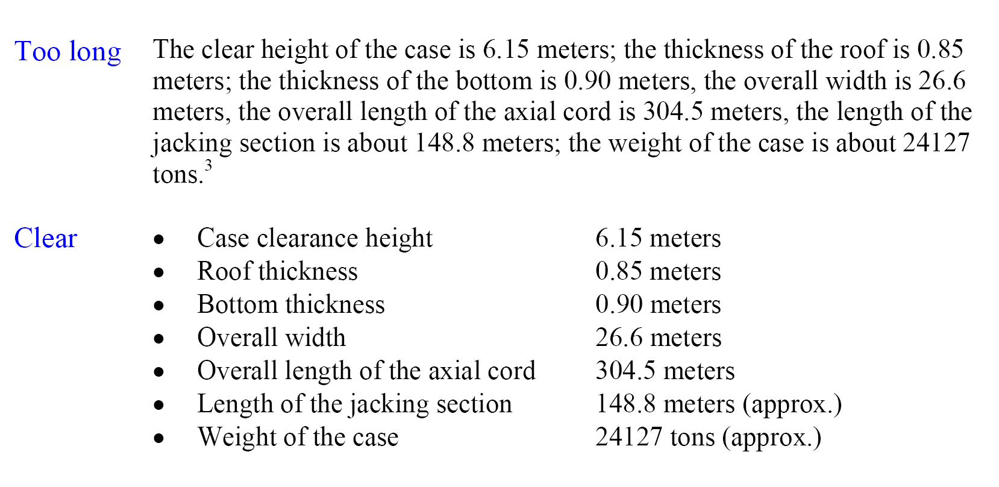 Too long The clear height of the case is 6.15 meters; the thickness of the roof is 0.85
meters; the thickness of the bottom is 0.90 meters, the overall width is 26.6
meters, the overall length of the axial cord is 304.5 meters, the length of the
jacking section is about 148.8 meters; the weight of the case is about 24127
tons.³
Clear • Case clearance height 6.15 meters
• Roof thickness 0.85 meters
• Bottom thickness 0.90 meters
• Overall width 26.6 meters
• Overall length of the axial cord 304.5 meters
• Length of the jacking section 148.8 meters (approx.)
• Weight of the case 24127 tons (approx.)